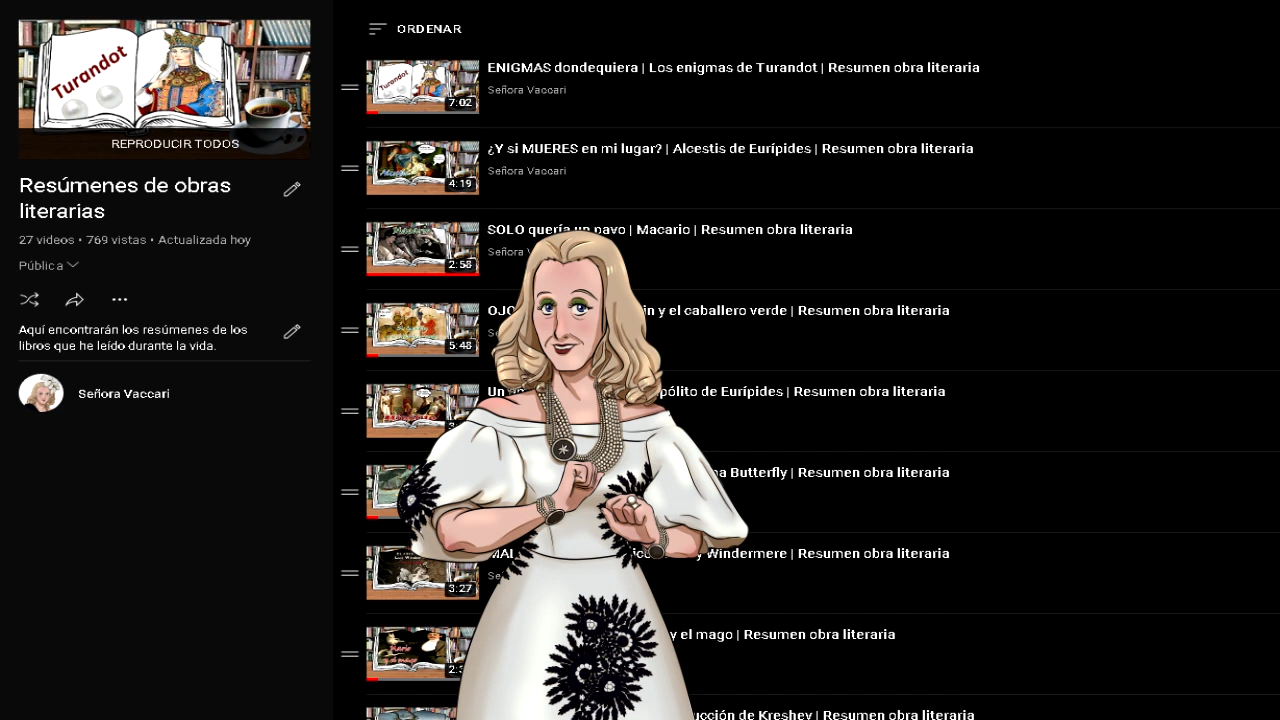 Turandot
REPRODUCIR TODOS
Resúmenes de obras
literarias
27 videos • 769 vistas • Actualizada hoy
Pública
Aquí encontrarán los resúmenes de los
libros que he leído durante la vida.
Señora Vaccari
ORDENAR
Turandot
7:02
ENIGMAS dondequiera | Los enigmas de Turandot | Resumen obra literaria
Señora Vaccari
4:19
¿Y si MUERES en mi lugar? | Alcestis de Eurípides | Resumen obra literaria
Señora Vaccari
2:58
SOLO quería un pavo | Macario | Resumen obra literaria
Señora
5:48
y el caballero verde | Resumen obra literaria
Un
de Eurípides | Resumen obra literaria
Butterfly | Resumen obra literaria
3:27
Windermere | Resumen obra literaria
Mario
y el mago
y el mago | Resumen obra literaria
de Kreshev | Resumen obra literaria